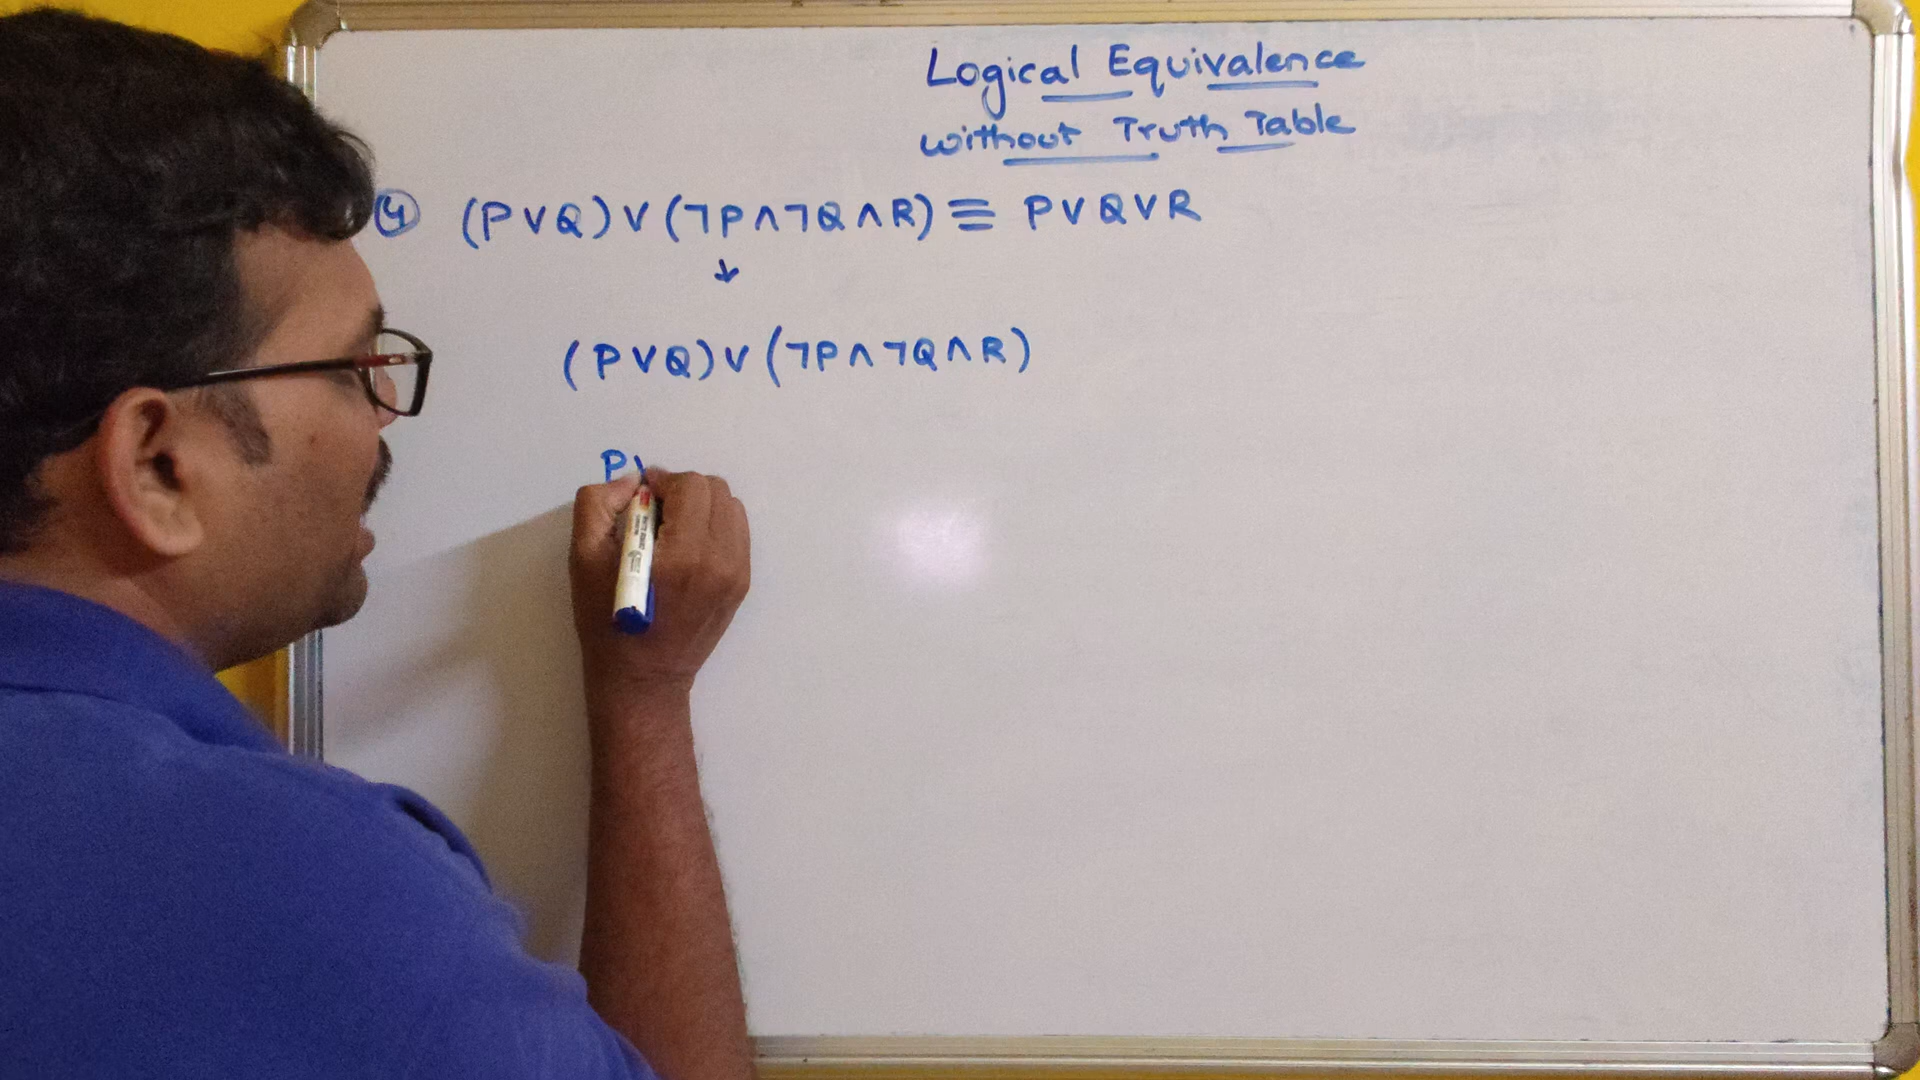 Logical Equivalence
without Truth Table
④ (P∨Q)∨(¬P∧¬Q∧R) ≡ P∨Q∨R
↓
(P∨Q)∨(¬P∧¬Q∧R)
P